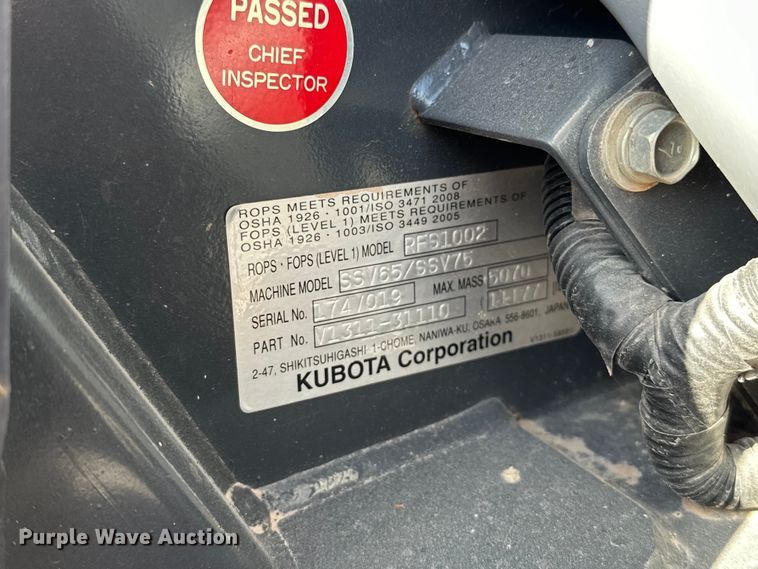 PASSED
CHIEF
INSPECTOR
ROPS MEETS REQUIREMENTS OF
OSHA 1926 · 1001/ISO 3471 2008
FOPS (LEVEL 1) MEETS REQUIREMENTS OF
OSHA 1926 · 1003/ISO 3449 2005
ROPS · FOPS (LEVEL 1) MODEL RFS1002
MACHINE MODEL SSV65/SSV75
SERIAL No. MAX. MASS 5070
PART No. V1311-31110
2-47, SHIKITSUHIGASHI, 1-CHOME, NANIWA-KU, OSAKA 556-8601, JAPAN
KUBOTA Corporation
Purple Wave Auction